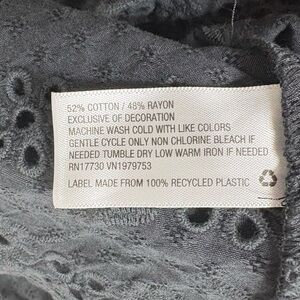 52% COTTON / 48% RAYON
EXCLUSIVE OF DECORATION
MACHINE WASH COLD WITH LIKE COLORS
GENTLE CYCLE ONLY NON CHLORINE BLEACH IF
NEEDED TUMBLE DRY LOW WARM IRON IF NEEDED
RN17730 VN1979753
LABEL MADE FROM 100% RECYCLED PLASTIC